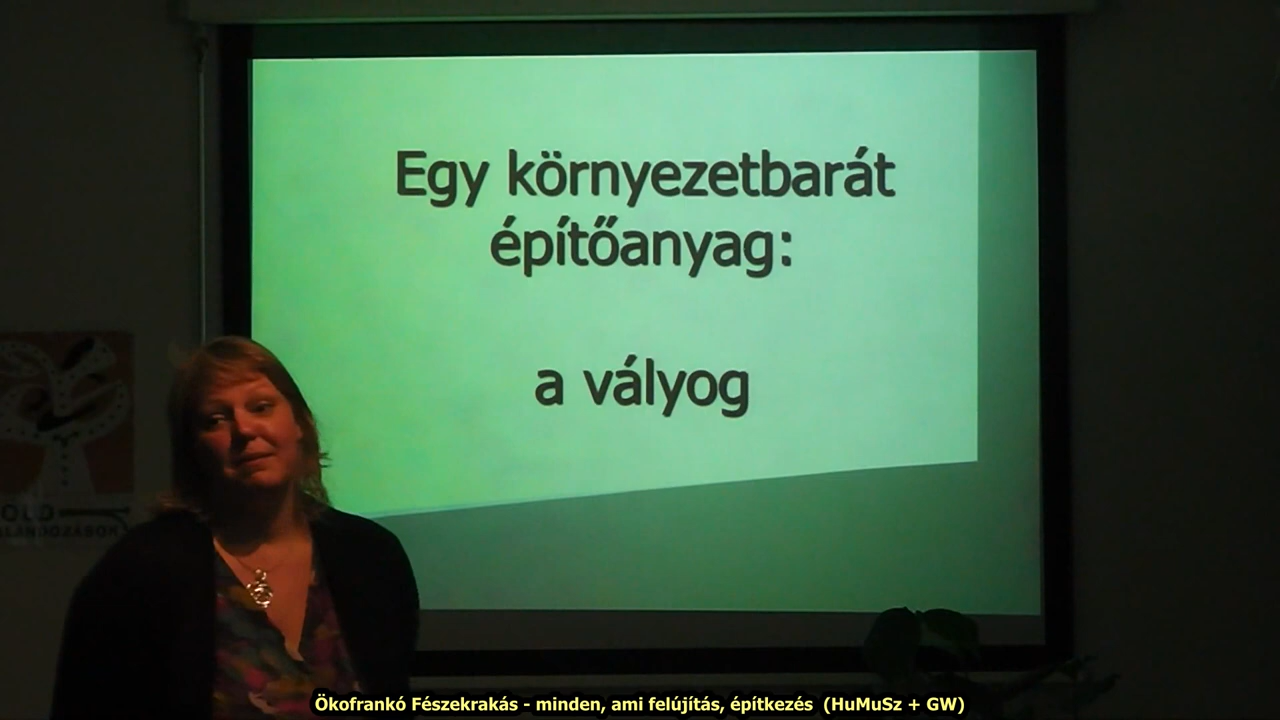 Egy környezetbarát
építőanyag:
a vályog
Ökofrankó Fészekrakás - minden, ami felújítás, építkezés (HuMuSz + GW)